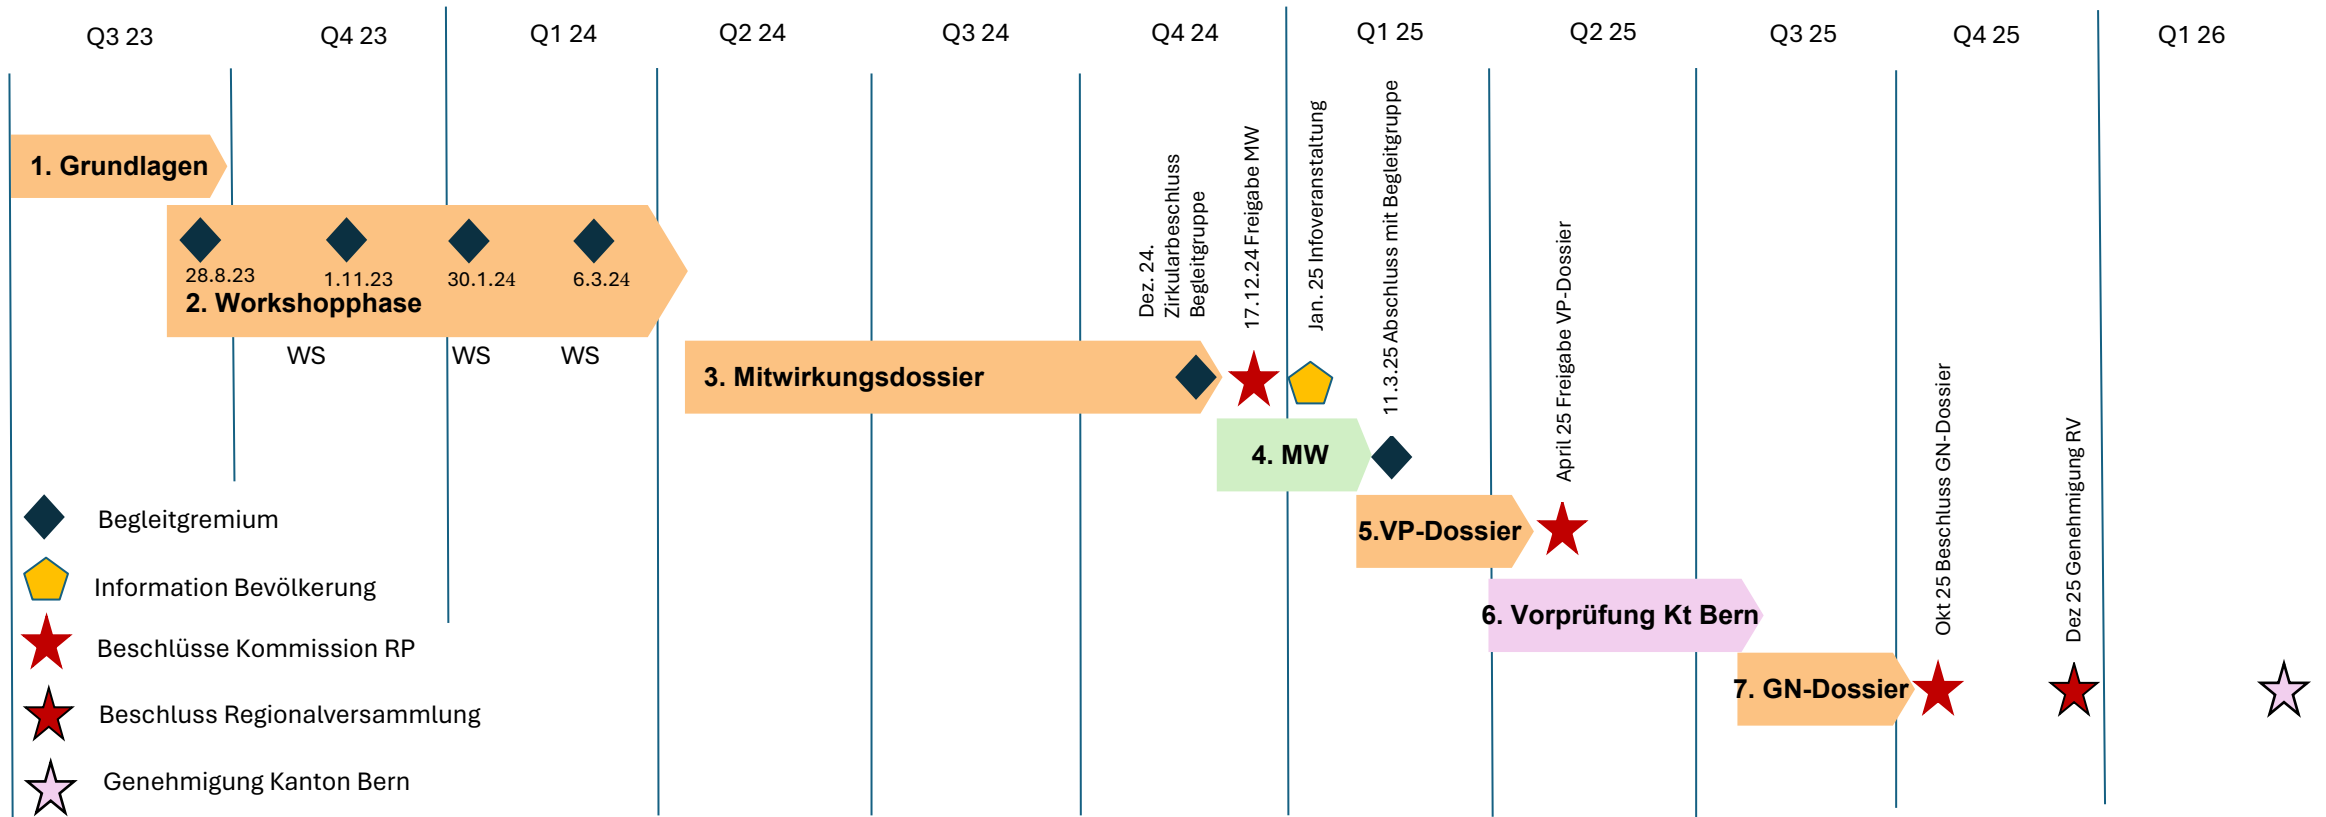 Q3 23
Q4 23
Q1 24
Q2 24
Q3 24
Q4 24
Q1 25
Q2 25
Q3 25
Q4 25
Q1 26
1. Grundlagen
28.8.23
1.11.23
30.1.24
6.3.24
2. Workshopphase
WS
WS
WS
Dez. 24.
Zirkularbeschluss
Begleitgruppe
17.12.24 Freigabe MW
Jan. 25 Infoveranstaltung
11.3.25 Abschluss mit Begleitgruppe
3. Mitwirkungsdossier
4. MW
April 25 Freigabe VP-Dossier
5.VP-Dossier
6. Vorprüfung Kt Bern
Okt 25 Beschluss GN-Dossier
Dez 25 Genehmigung RV
7. GN-Dossier
Begleitgremium
Information Bevölkerung
Beschlüsse Kommission RP
Beschluss Regionalversammlung
Genehmigung Kanton Bern